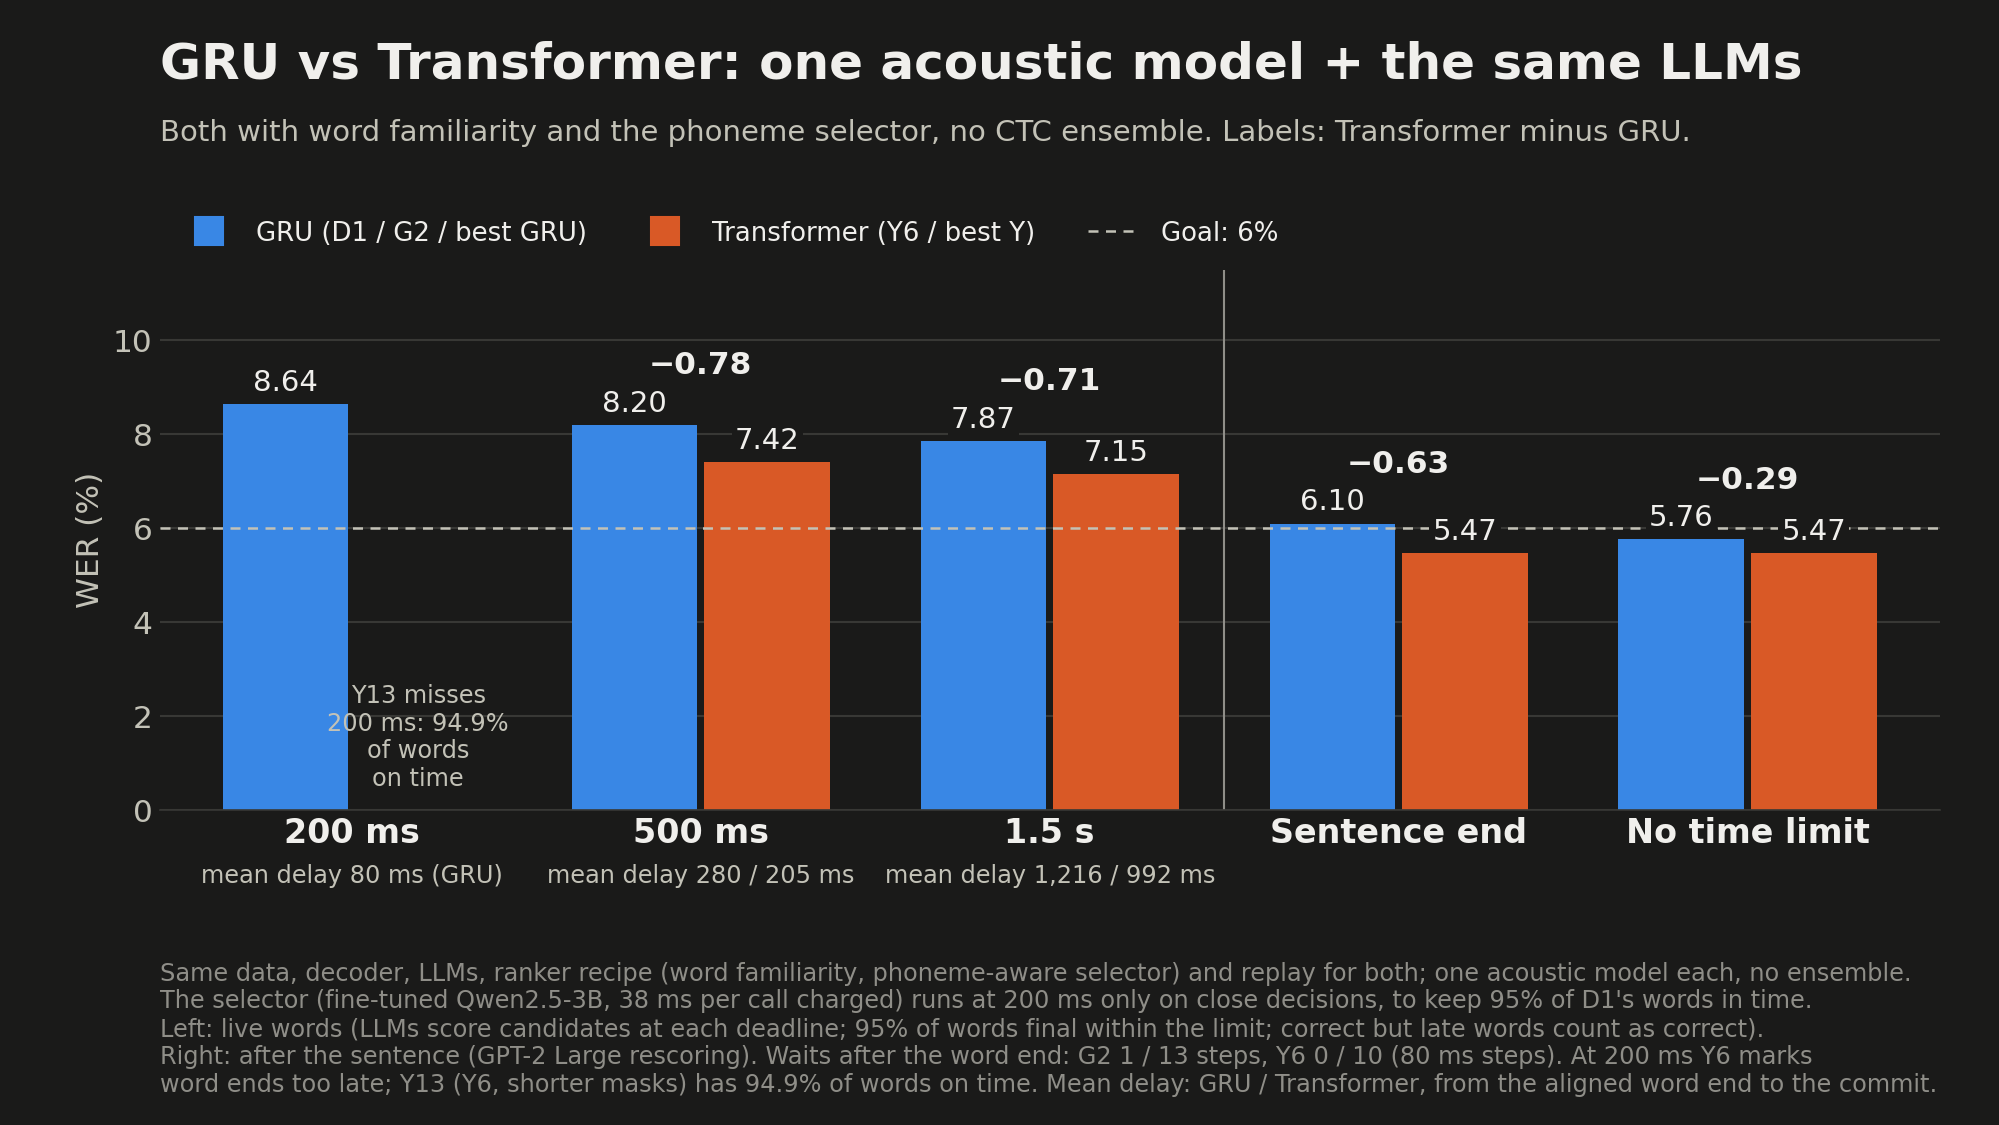 GRU vs Transformer: one acoustic model + the same LLMs
Both with word familiarity and the phoneme selector, no CTC ensemble. Labels: Transformer minus GRU.
GRU (D1 / G2 / best GRU)
Transformer (Y6 / best Y)
Goal: 6%
WER (%)
10
8
6
4
2
0
8.64
Y13 misses
200 ms: 94.9%
of words
on time
−0.78
8.20
7.42
−0.71
7.87
7.15
−0.63
6.10
5.47
−0.29
5.76
5.47
200 ms
500 ms
1.5 s
Sentence end
No time limit
mean delay 80 ms (GRU)
mean delay 280 / 205 ms
mean delay 1,216 / 992 ms
Same data, decoder, LLMs, ranker recipe (word familiarity, phoneme-aware selector) and replay for both; one acoustic model each, no ensemble.
The selector (fine-tuned Qwen2.5-3B, 38 ms per call charged) runs at 200 ms only on close decisions, to keep 95% of D1's words in time.
Left: live words (LLMs score candidates at each deadline; 95% of words final within the limit; correct but late words count as correct).
Right: after the sentence (GPT-2 Large rescoring). Waits after the word end: G2 1 / 13 steps, Y6 0 / 10 (80 ms steps). At 200 ms Y6 marks
word ends too late; Y13 (Y6, shorter masks) has 94.9% of words on time. Mean delay: GRU / Transformer, from the aligned word end to the commit.